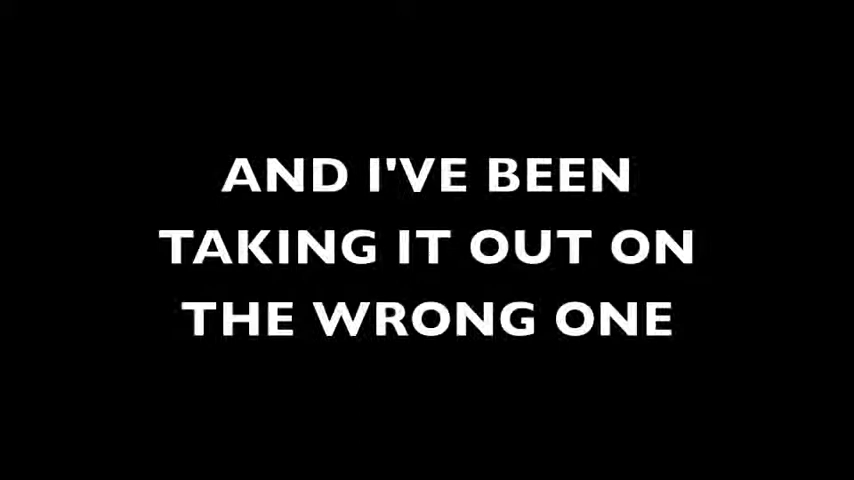 AND I'VE BEEN
TAKING IT OUT ON
THE WRONG ONE